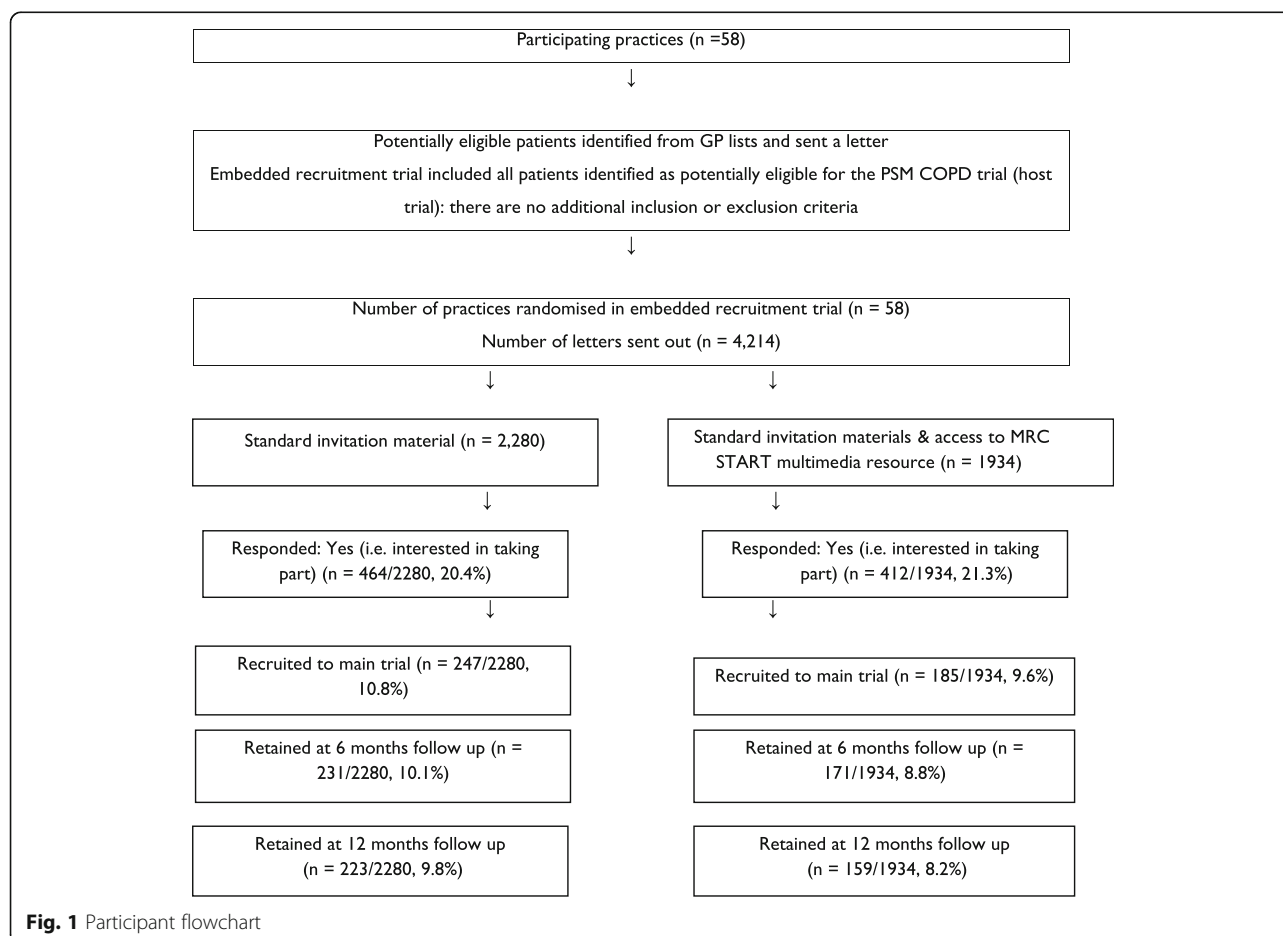 Participating practices (n =58)
↓
Potentially eligible patients identified from GP lists and sent a letter
Embedded recruitment trial included all patients identified as potentially eligible for the PSM COPD trial (host
trial): there are no additional inclusion or exclusion criteria
↓
Number of practices randomised in embedded recruitment trial (n = 58)
Number of letters sent out (n = 4,214)
↓ ↓
Standard invitation material (n = 2,280)
Standard invitation materials & access to MRC
START multimedia resource (n = 1934)
↓ ↓
Responded: Yes (i.e. interested in taking
part) (n = 464/2280, 20.4%)
Responded: Yes (i.e. interested in taking
part) (n = 412/1934, 21.3%)
↓ ↓
Recruited to main trial (n = 247/2280,
10.8%)
Recruited to main trial (n = 185/1934, 9.6%)
Retained at 6 months follow up (n =
231/2280, 10.1%)
Retained at 6 months follow up (n =
171/1934, 8.8%)
Retained at 12 months follow up
(n = 223/2280, 9.8%)
Retained at 12 months follow up
(n = 159/1934, 8.2%)
Fig. 1 Participant flowchart